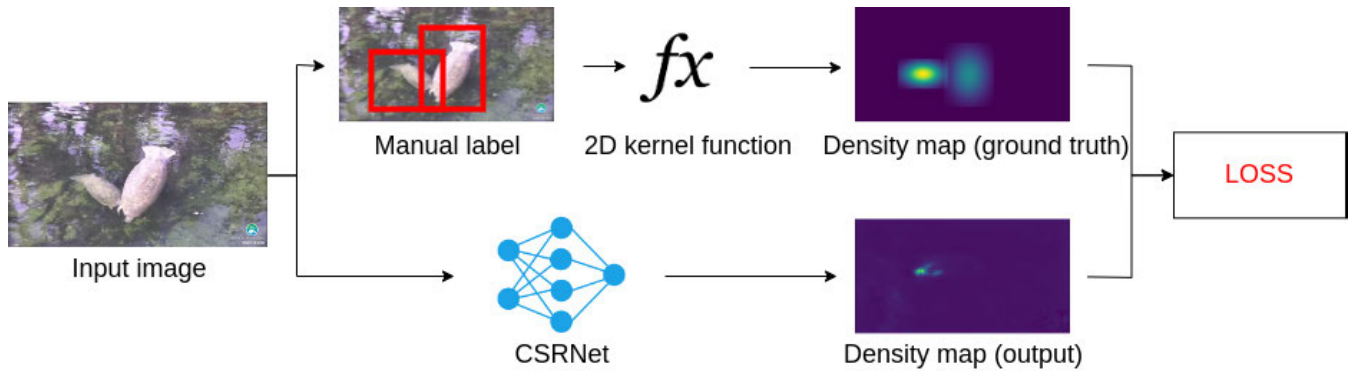 fx
Manual label
2D kernel function
Density map (ground truth)
LOSS
Input image
CSRNet
Density map (output)